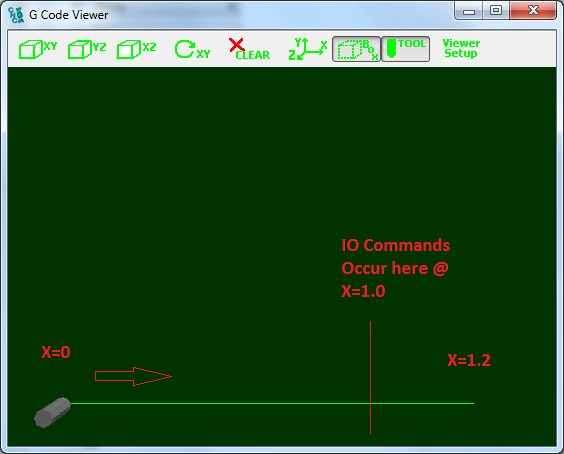 G Code Viewer
XY YZ XZ XY CLEAR Y X Z BOX TOOL Viewer Setup
IO Commands
Occur here @
X=1.0
X=0
X=1.2